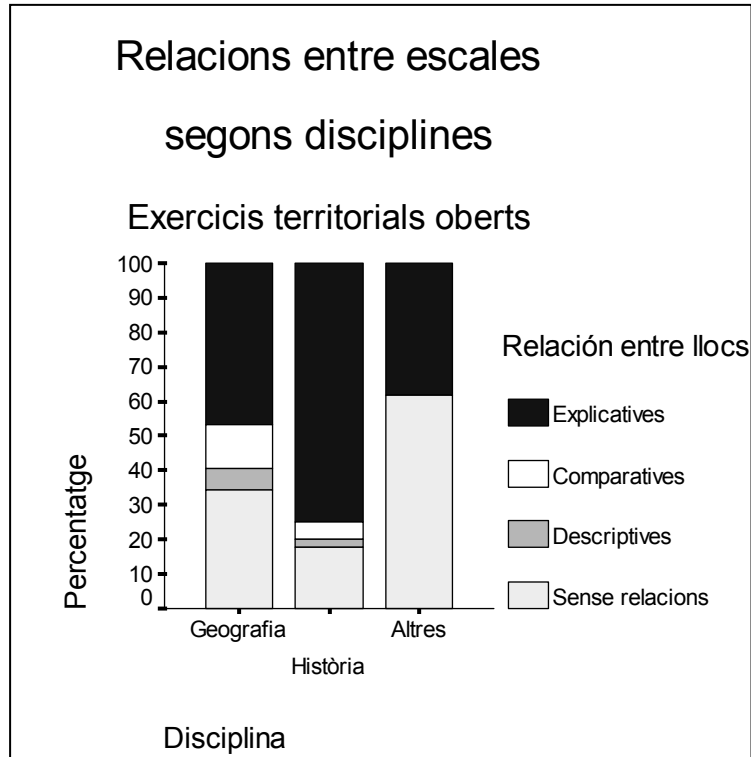 Relacions entre escales
segons disciplines
Exercicis territorials oberts
100
90
80
70
60
50
40
30
20
10
0
Percentatge
Geografia
Història
Altres
Disciplina
Relación entre llocs
Explicatives
Comparatives
Descriptives
Sense relacions